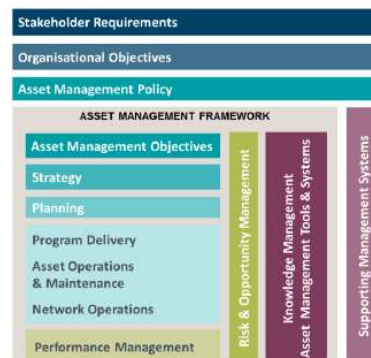 Stakeholder Requirements
Organisational Objectives
Asset Management Policy
ASSET MANAGEMENT FRAMEWORK
Asset Management Objectives
Strategy
Planning
Program Delivery
Asset Operations
& Maintenance
Network Operations
Performance Management
Risk & Opportunity Management
Knowledge Management
Asset Management Tools & Systems
Supporting Management Systems